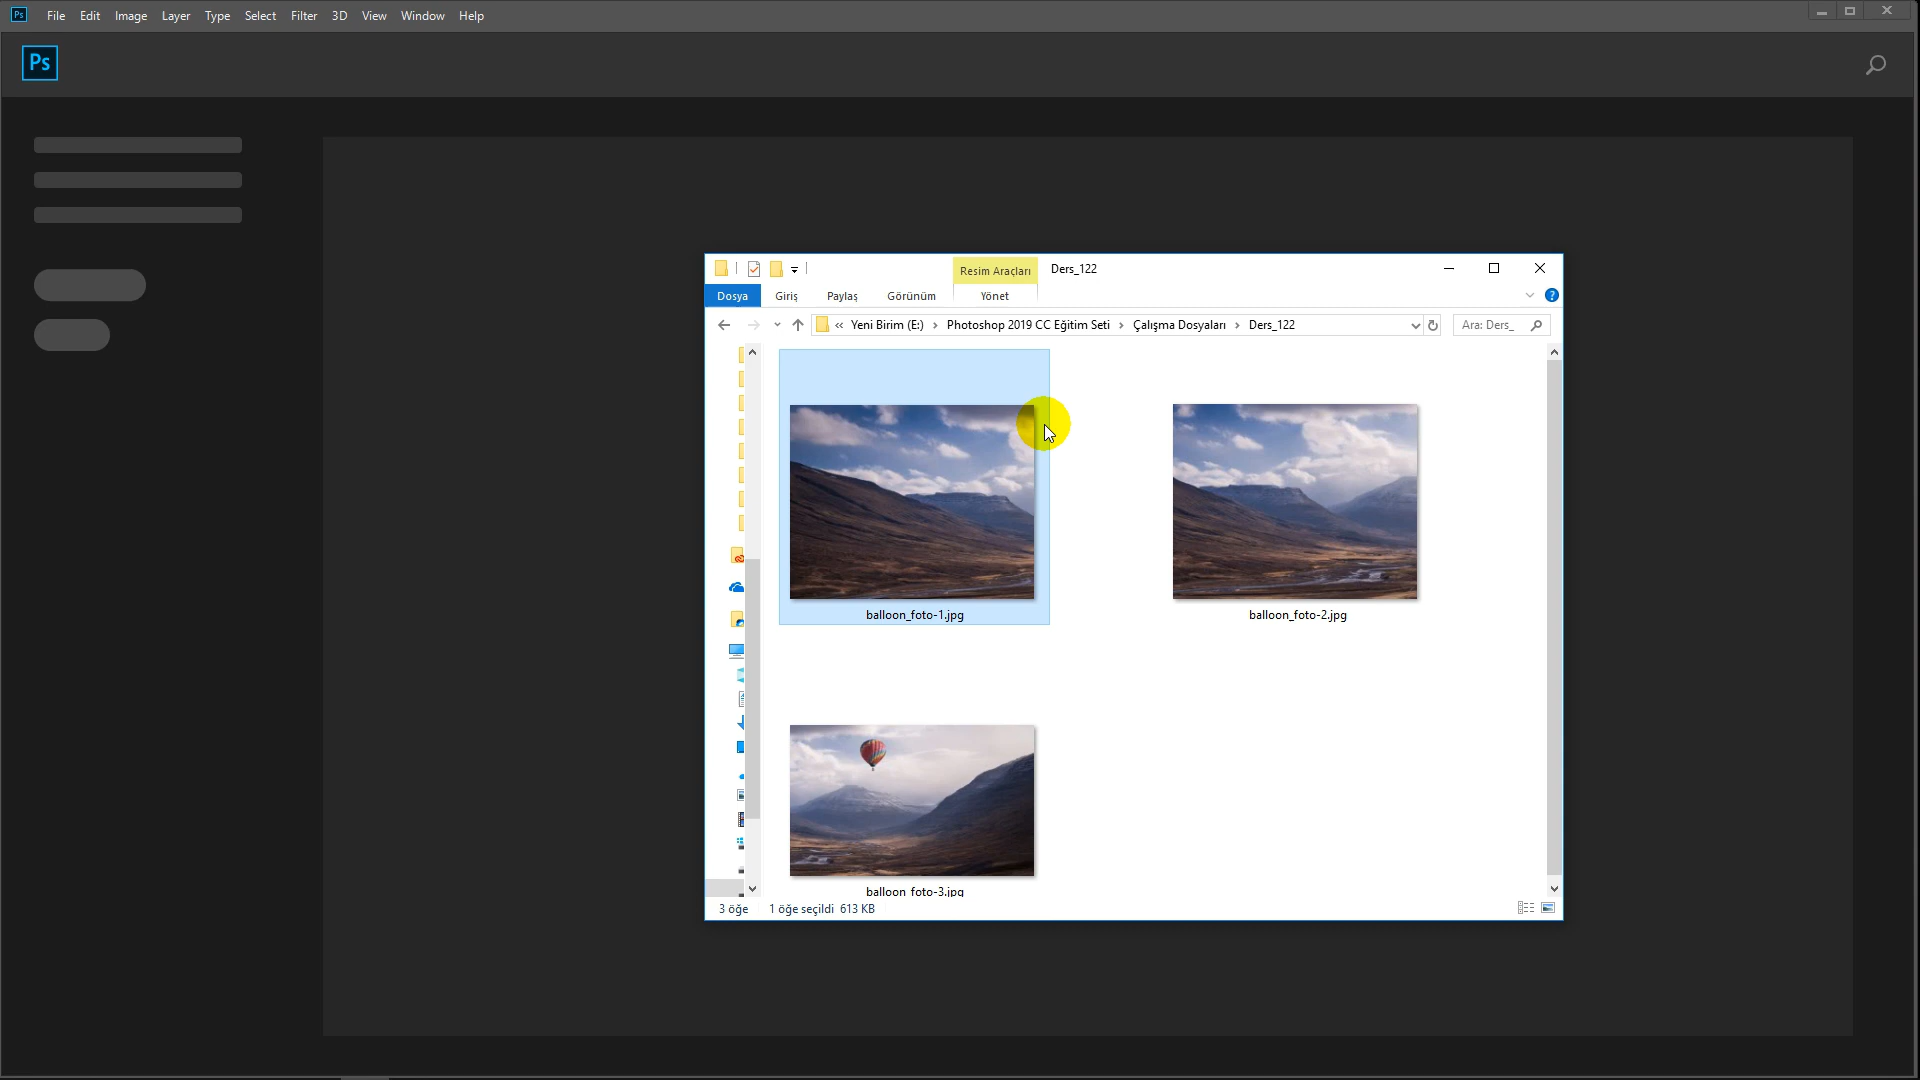 Ps File Edit Image Layer Type Select Filter 3D View Window Help
Ps
Resim Araçları Ders_122
Dosya Giriş Paylaş Görünüm Yönet
« Yeni Birim (E:) › Photoshop 2019 CC Eğitim Seti › Çalışma Dosyaları › Ders_122 Ara: Ders_
balloon_foto-1.jpg balloon_foto-2.jpg
balloon_foto-3.jpg
3 öğe 1 öğe seçildi 613 KB